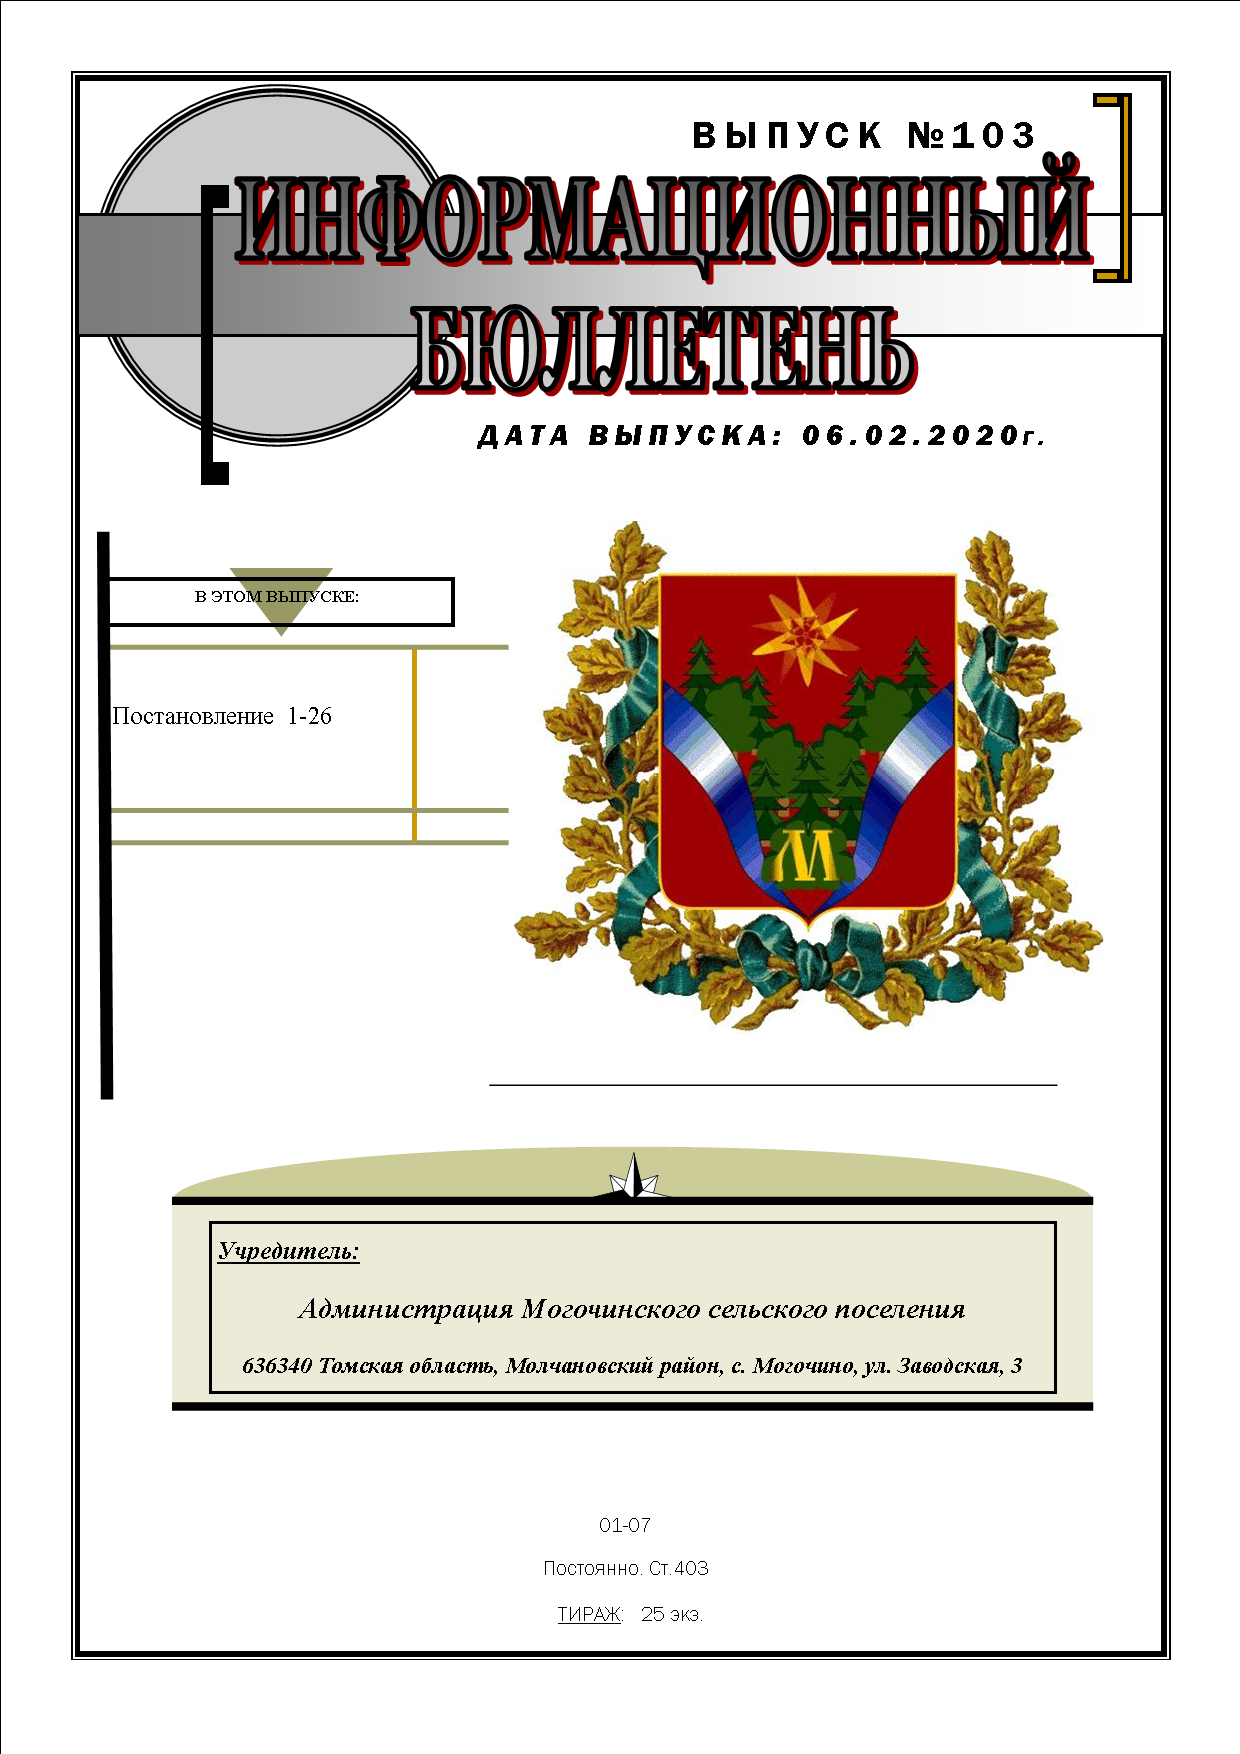 ВЫПУСК №103
ИНФОРМАЦИОННЫЙ
БЮЛЛЕТЕНЬ
ДАТА ВЫПУСКА: 06.02.2020г.
В ЭТОМ ВЫПУСКЕ:
Постановление 1-26
М
Учредитель:
Администрация Могочинского сельского поселения
636340 Томская область, Молчановский район, с. Могочино, ул. Заводская, 3
01-07
Постоянно. Ст.403
ТИРАЖ: 25 экз.